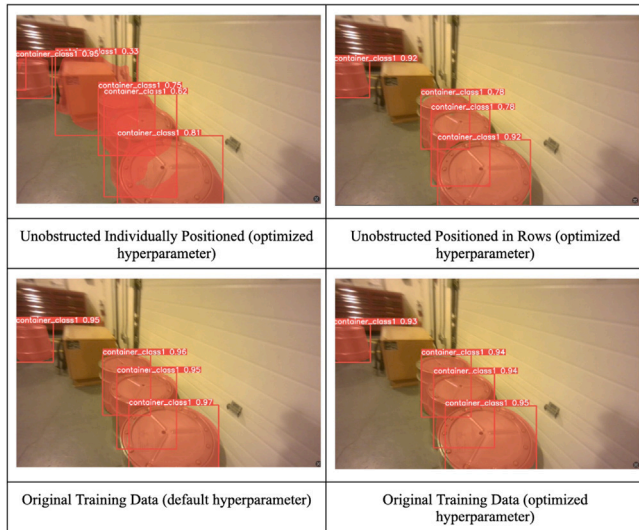 container_class1 0.95
container_class1 0.33
container_class1 0.75
container_class1 0.82
container_class1 0.81
container_class1 0.92
container_class1 0.78
container_class1 0.78
container_class1 0.92
Unobstructed Individually Positioned (optimized
hyperparameter)
Unobstructed Positioned in Rows (optimized
hyperparameter)
container_class1 0.95
container_class1 0.96
container_class1 0.95
container_class1 0.97
container_class1 0.93
container_class1 0.94
container_class1 0.94
container_class1 0.95
Original Training Data (default hyperparameter)
Original Training Data (optimized
hyperparameter)